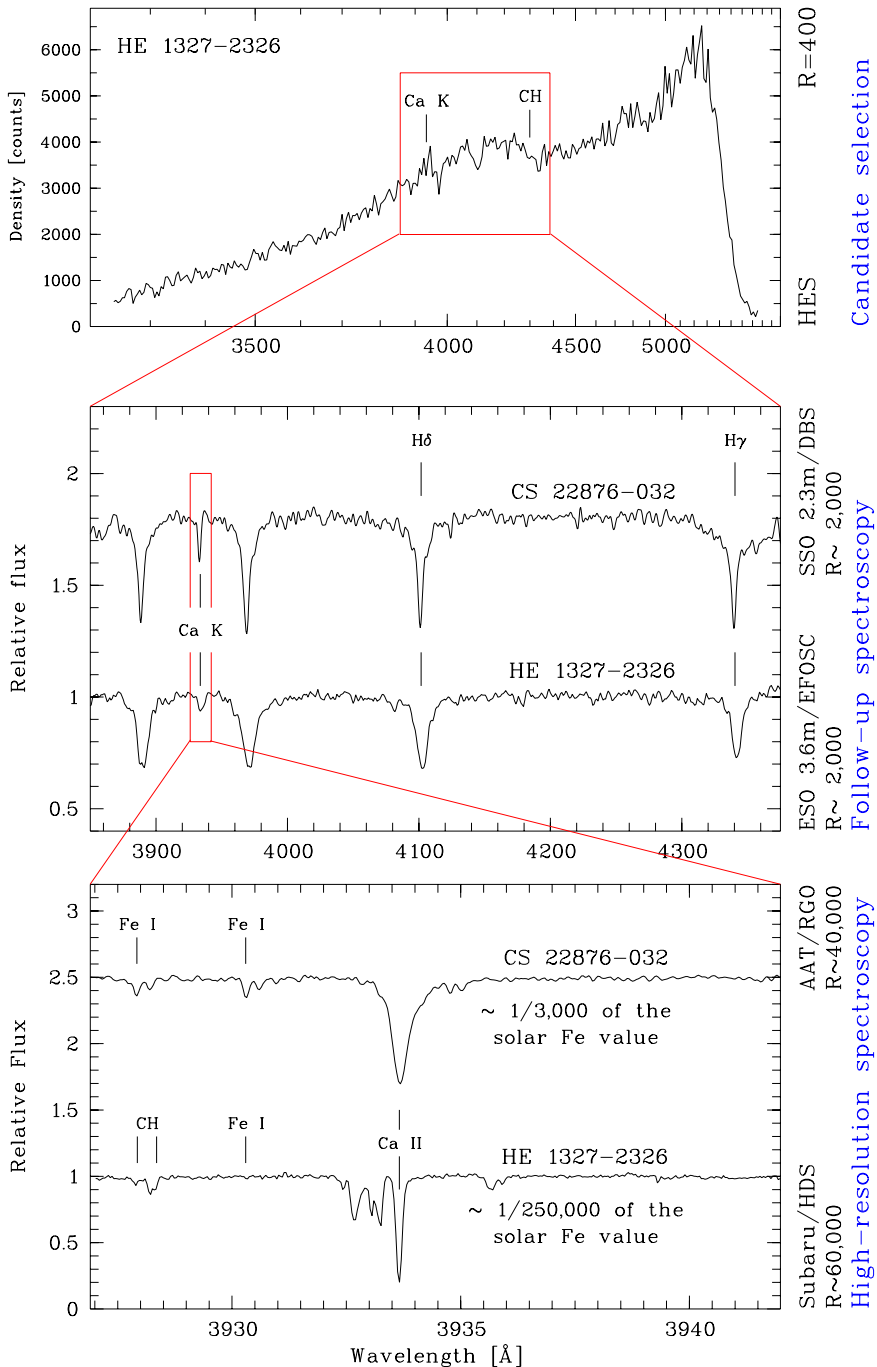 HE 1327-2326
Ca K
CH
Density [counts]
6000
5000
4000
3000
2000
1000
0
3500
4000
4500
5000
HES
R=400
Candidate selection
Hδ
Hγ
CS 22876-032
Ca K
HE 1327-2326
Relative flux
2
1.5
1
0.5
3900
4000
4100
4200
4300
SSO 2.3m/DBS
R~ 2,000
ESO 3.6m/EFOSC
R~ 2,000
Follow-up spectroscopy
Fe I
Fe I
CS 22876-032
~ 1/3,000 of the
solar Fe value
CH
Fe I
Ca II
HE 1327-2326
~ 1/250,000 of the
solar Fe value
Relative Flux
3
2.5
2
1.5
1
0.5
0
3930
3935
3940
Wavelength [Å]
AAT/RGO
R~40,000
Subaru/HDS
R~60,000
High-resolution spectroscopy